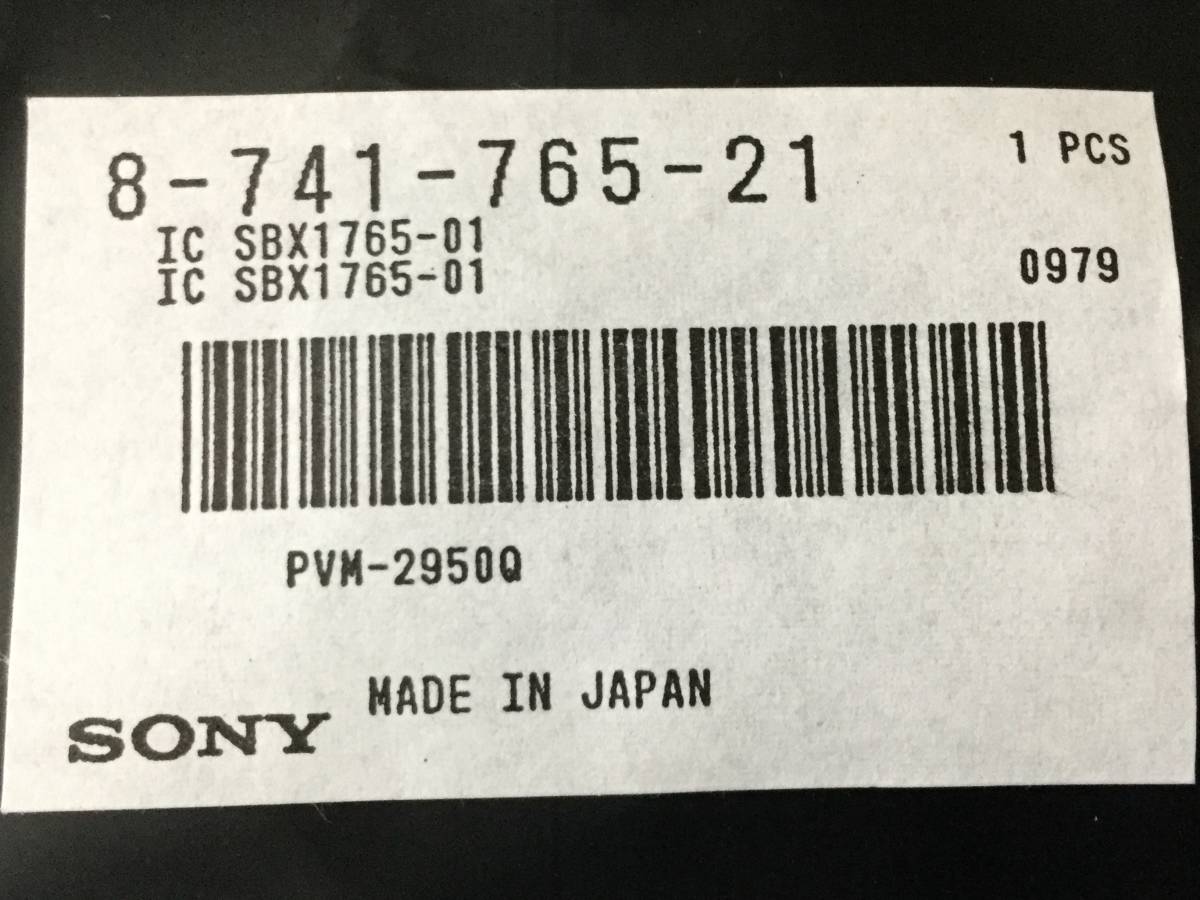 8-741-765-21
1 PCS
IC SBX1765-01
IC SBX1765-01
0979
PVM-2950Q
MADE IN JAPAN
SONY